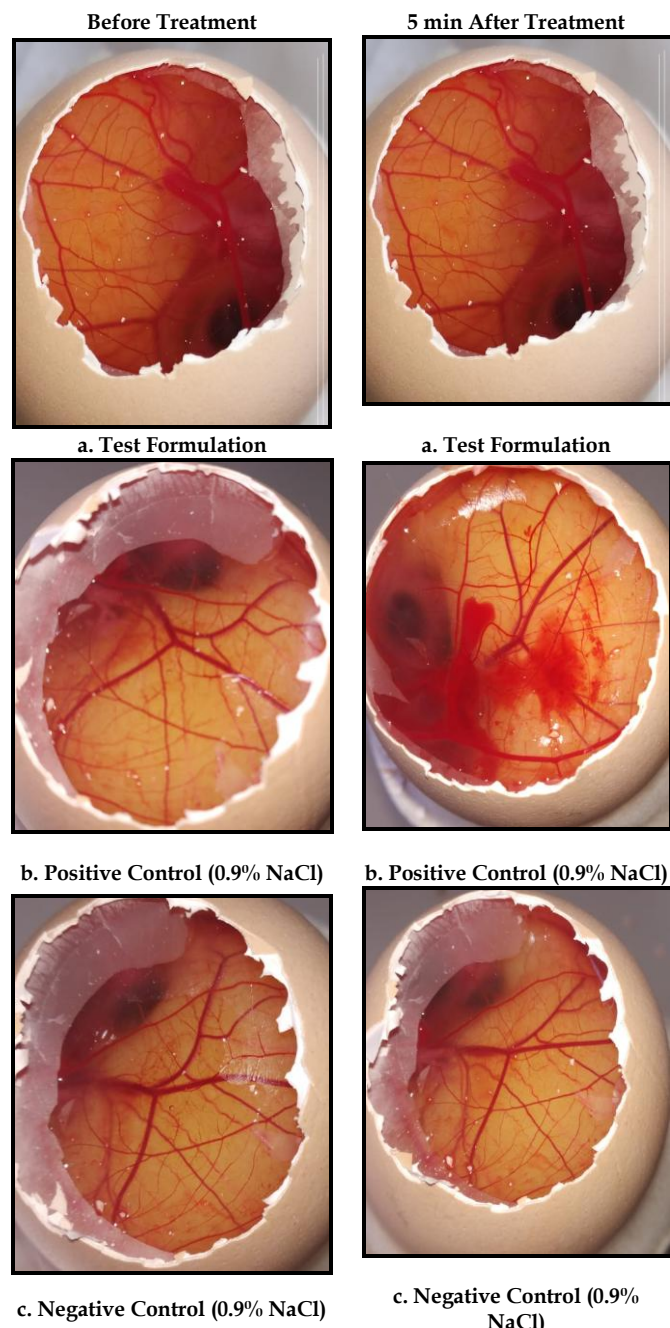 Before Treatment
5 min After Treatment
a. Test Formulation
a. Test Formulation
b. Positive Control (0.9% NaCl)
b. Positive Control (0.9% NaCl)
c. Negative Control (0.9% NaCl)
c. Negative Control (0.9%
NaCl)